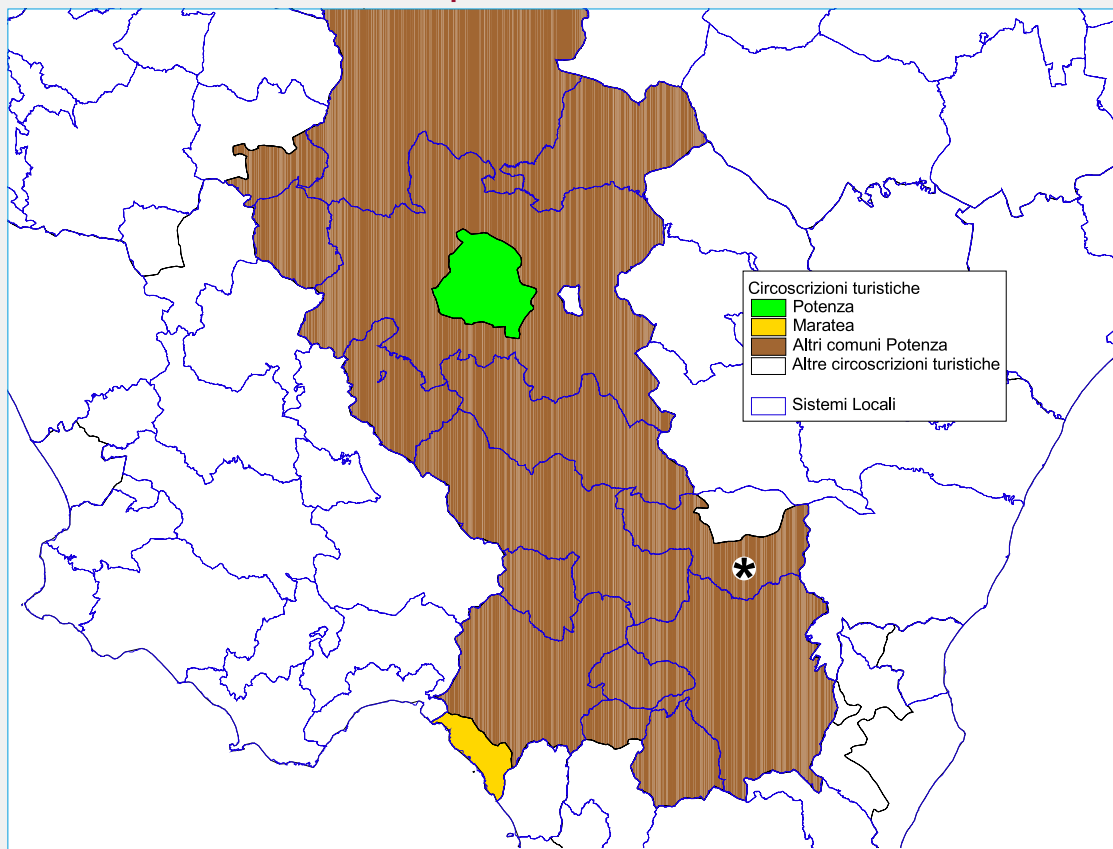 Circoscrizioni turistiche
Potenza
Maratea
Altri comuni Potenza
Altre circoscrizioni turistiche
Sistemi Locali
*